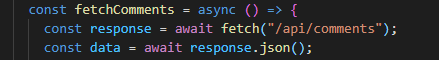 const fetchComments = async () => {
const response = await fetch("/api/comments");
const data = await response.json();